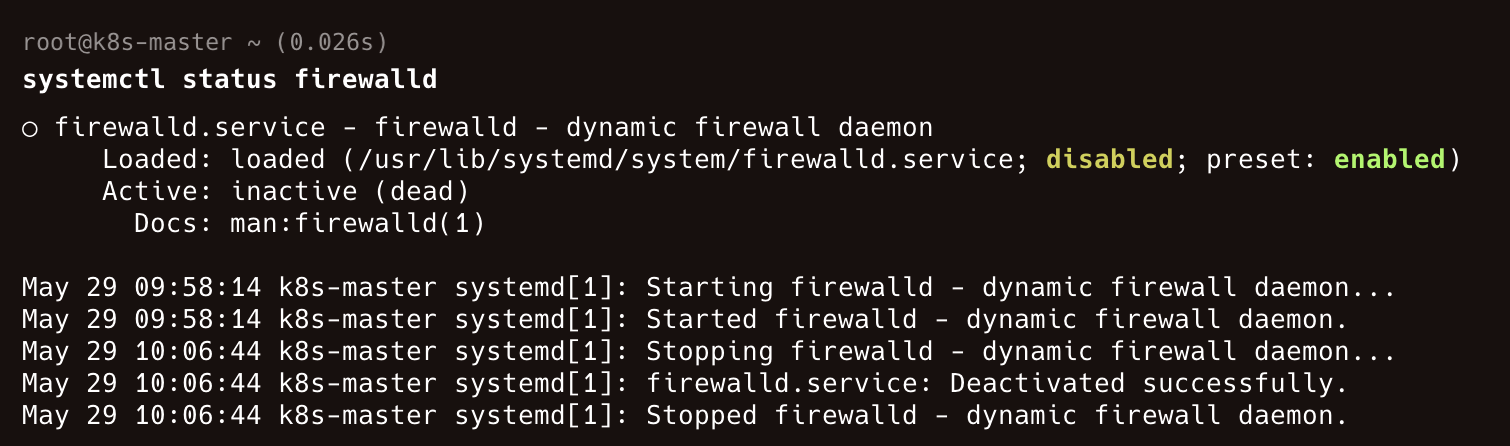 root@k8s-master ~ (0.026s)
systemctl status firewalld
○ firewalld.service - firewalld - dynamic firewall daemon
     Loaded: loaded (/usr/lib/systemd/system/firewalld.service; disabled; preset: enabled)
     Active: inactive (dead)
       Docs: man:firewalld(1)

May 29 09:58:14 k8s-master systemd[1]: Starting firewalld - dynamic firewall daemon...
May 29 09:58:14 k8s-master systemd[1]: Started firewalld - dynamic firewall daemon.
May 29 10:06:44 k8s-master systemd[1]: Stopping firewalld - dynamic firewall daemon...
May 29 10:06:44 k8s-master systemd[1]: firewalld.service: Deactivated successfully.
May 29 10:06:44 k8s-master systemd[1]: Stopped firewalld - dynamic firewall daemon.